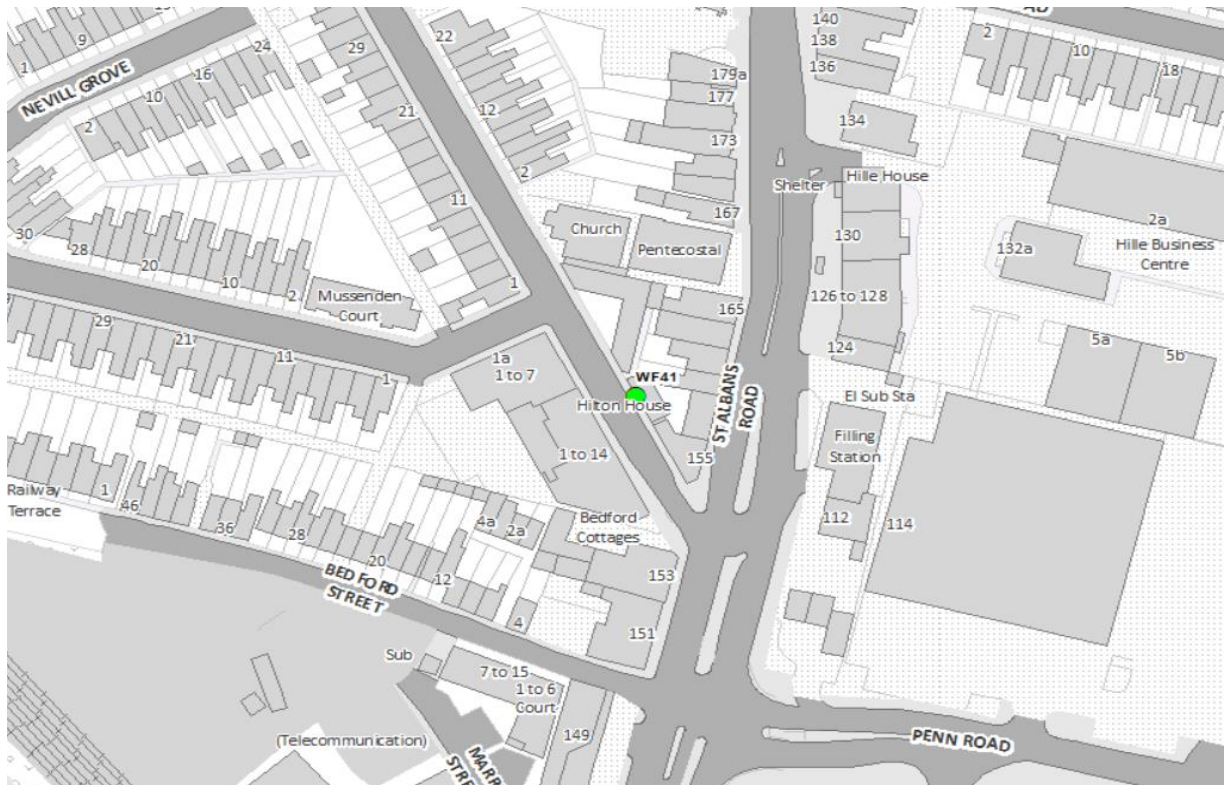 140
138
136
134
179a
177
173
167
165
155
22
12
2
24
16
10
2
9
1
NEVILL GROVE
29
21
11
1
30
28
20
10
2
Mussenden
Court
29
21
11
1
1a
1 to 7
1 to 14
Church
Pentecostal
WF41
Hilton House
ST ALBANS
ROAD
Shelter
Hille House
130
126 to 128
124
2
10
18
2a
132a
Hille Business
Centre
5a
5b
El Sub Sta
Filling
Station
112
114
Railway
Terrace
1
46
36
28
20
12
4a
2a
4
Bedford
Cottages
153
151
BEDFORD
STREET
Sub
7 to 15
1 to 6
Court
149
(Telecommunication)
PENN ROAD